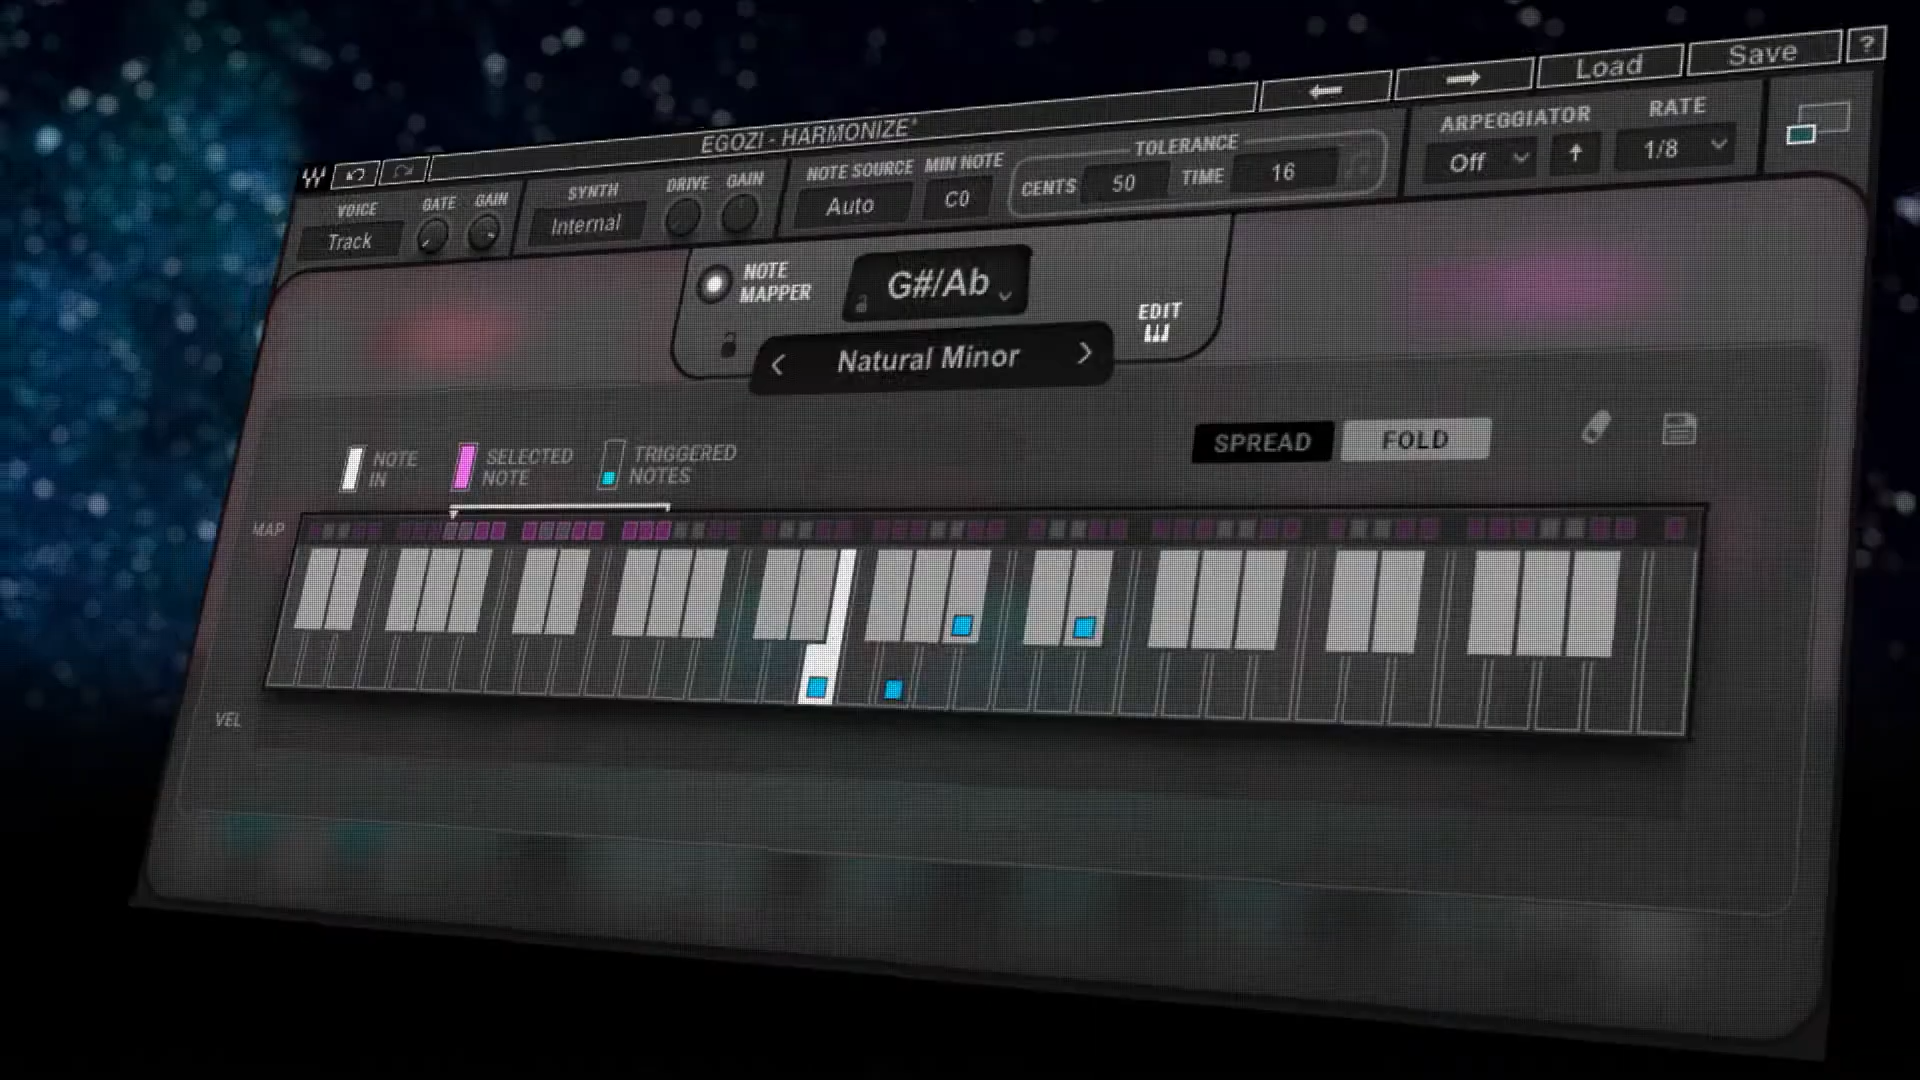 Load
Save
?
EGOZI - HARMONIZE*
VOICE
Track
GATE
GAIN
SYNTH
Internal
DRIVE
GAIN
NOTE SOURCE
Auto
MIN NOTE
C0
TOLERANCE
CENTS
50
TIME
16
ARPEGGIATOR
Off
RATE
1/8
NOTE
MAPPER
G#/Ab
EDIT
Natural Minor
SPREAD
FOLD
NOTE
IN
SELECTED
NOTE
TRIGGERED
NOTES
MAP
VEL